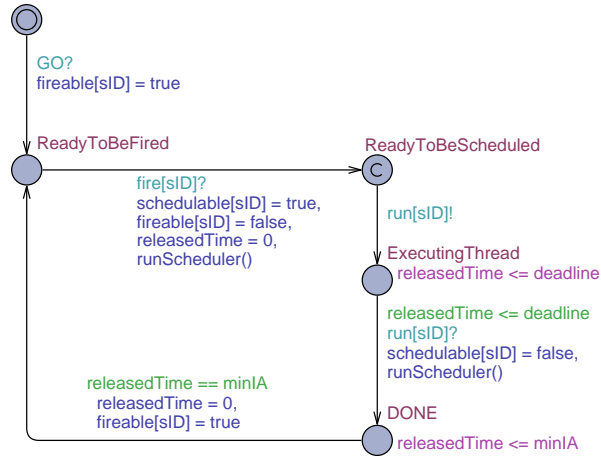 GO?
fireable[sID] = true
ReadyToBeFired
ReadyToBeScheduled
C
fire[sID]?
schedulable[sID] = true,
fireable[sID] = false,
releasedTime = 0,
runScheduler()
run[sID]!
ExecutingThread
releasedTime <= deadline
releasedTime <= deadline
run[sID]?
schedulable[sID] = false,
runScheduler()
releasedTime == minIA
releasedTime = 0,
fireable[sID] = true
DONE
releasedTime <= minIA